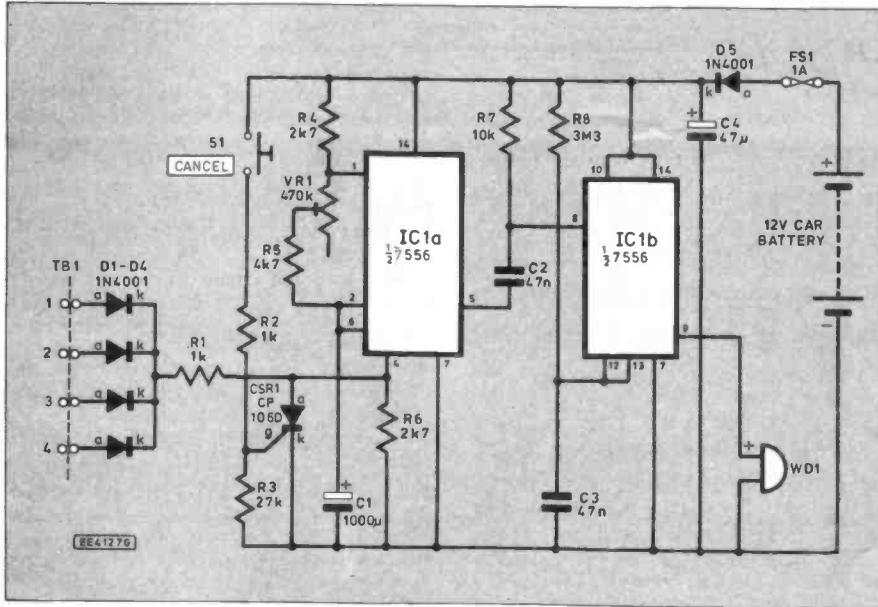 D5
1N4001
k
a
FS1
1A
R4
2k7
R7
10k
R8
3M3
+
C4
47µ
S1
CANCEL
14
1
VR1
470k
IC1a
½ 7556
R5
4k7
2
6
5
4
7
C2
47n
10
14
8
IC1b
½ 7556
9
12
13
7
+
12V CAR
BATTERY
−
TB1
D1-D4
1N4001
1
a
k
2
a
k
3
a
k
4
a
k
R1
1k
R2
1k
CSR1
CP
106D
a
g
k
R6
2k7
R3
27k
+
C1
1000µ
C3
47n
+
WD1
EE4127G